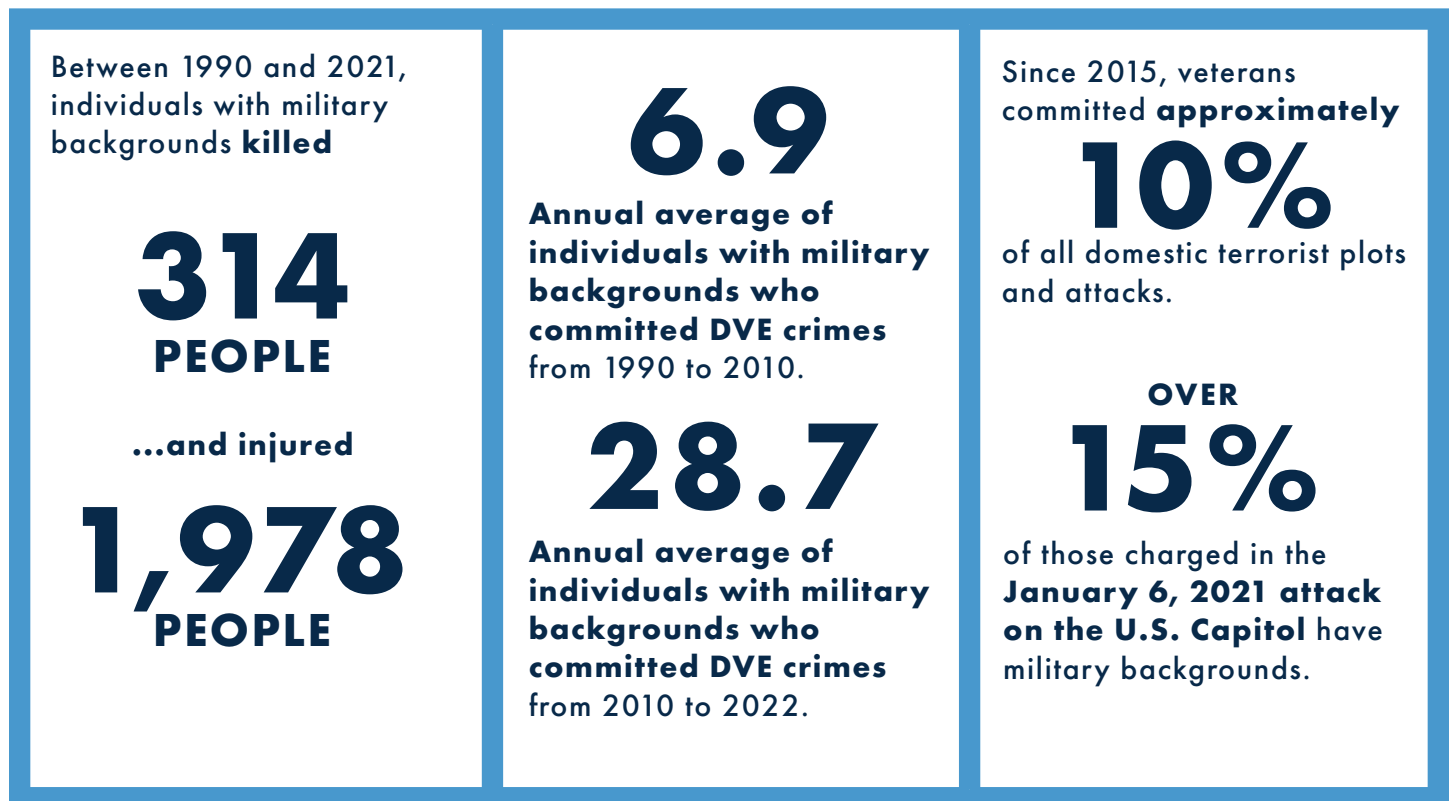 Between 1990 and 2021,
individuals with military
backgrounds killed
314
PEOPLE
...and injured
1,978
PEOPLE
6.9
Annual average of
individuals with military
backgrounds who
committed DVE crimes
from 1990 to 2010.
28.7
Annual average of
individuals with military
backgrounds who
committed DVE crimes
from 2010 to 2022.
Since 2015, veterans
committed approximately
10%
of all domestic terrorist plots
and attacks.
OVER
15%
of those charged in the
January 6, 2021 attack
on the U.S. Capitol have
military backgrounds.